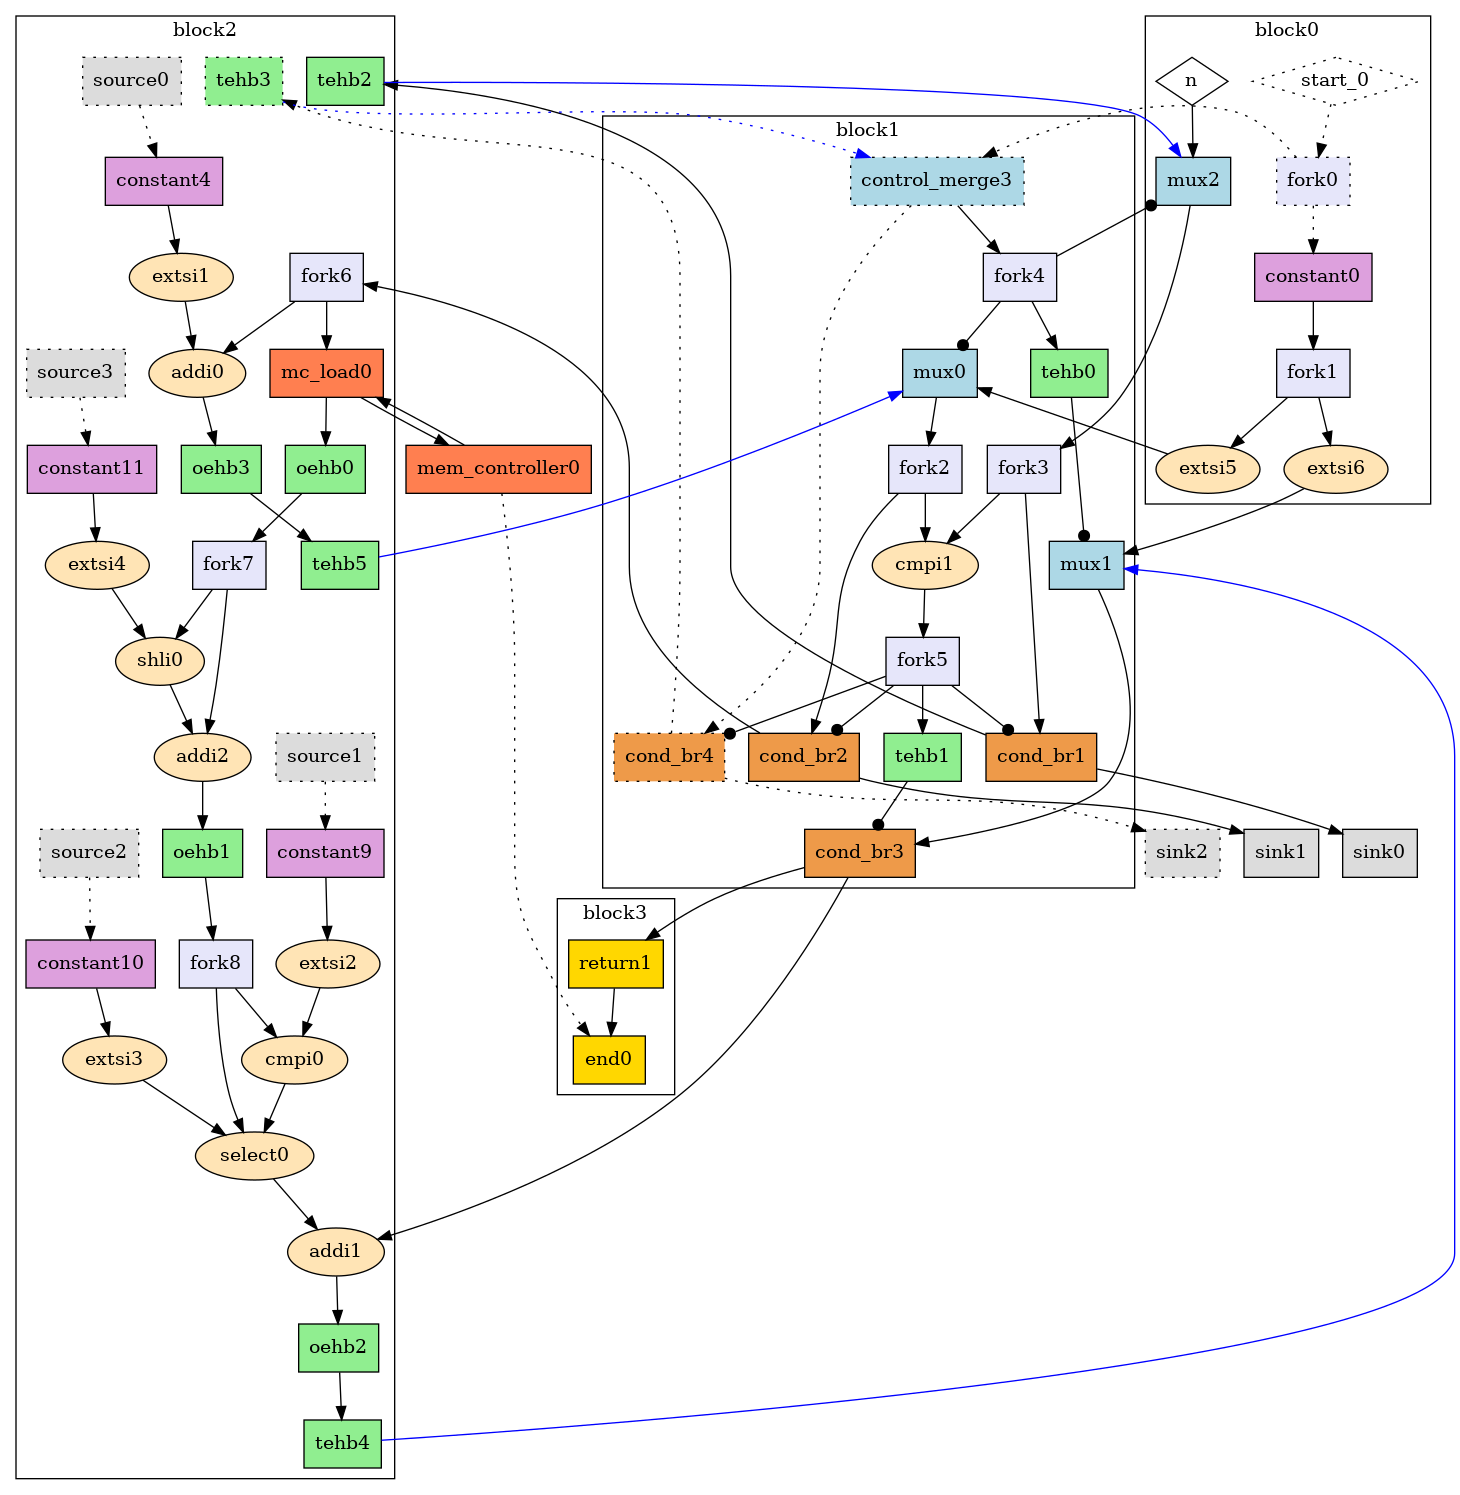 block2
block0
source0
tehb3
tehb2
n
start_0
block1
constant4
control_merge3
mux2
fork0
extsi1
fork6
fork4
constant0
source3
addi0
mc_load0
mux0
tehb0
fork1
constant11
oehb3
oehb0
mem_controller0
fork2
fork3
extsi5
extsi6
extsi4
fork7
tehb5
cmpi1
mux1
shli0
fork5
addi2
source1
cond_br4
cond_br2
tehb1
cond_br1
source2
oehb1
constant9
cond_br3
sink2
sink1
sink0
block3
constant10
fork8
extsi2
return1
extsi3
cmpi0
end0
select0
addi1
oehb2
tehb4